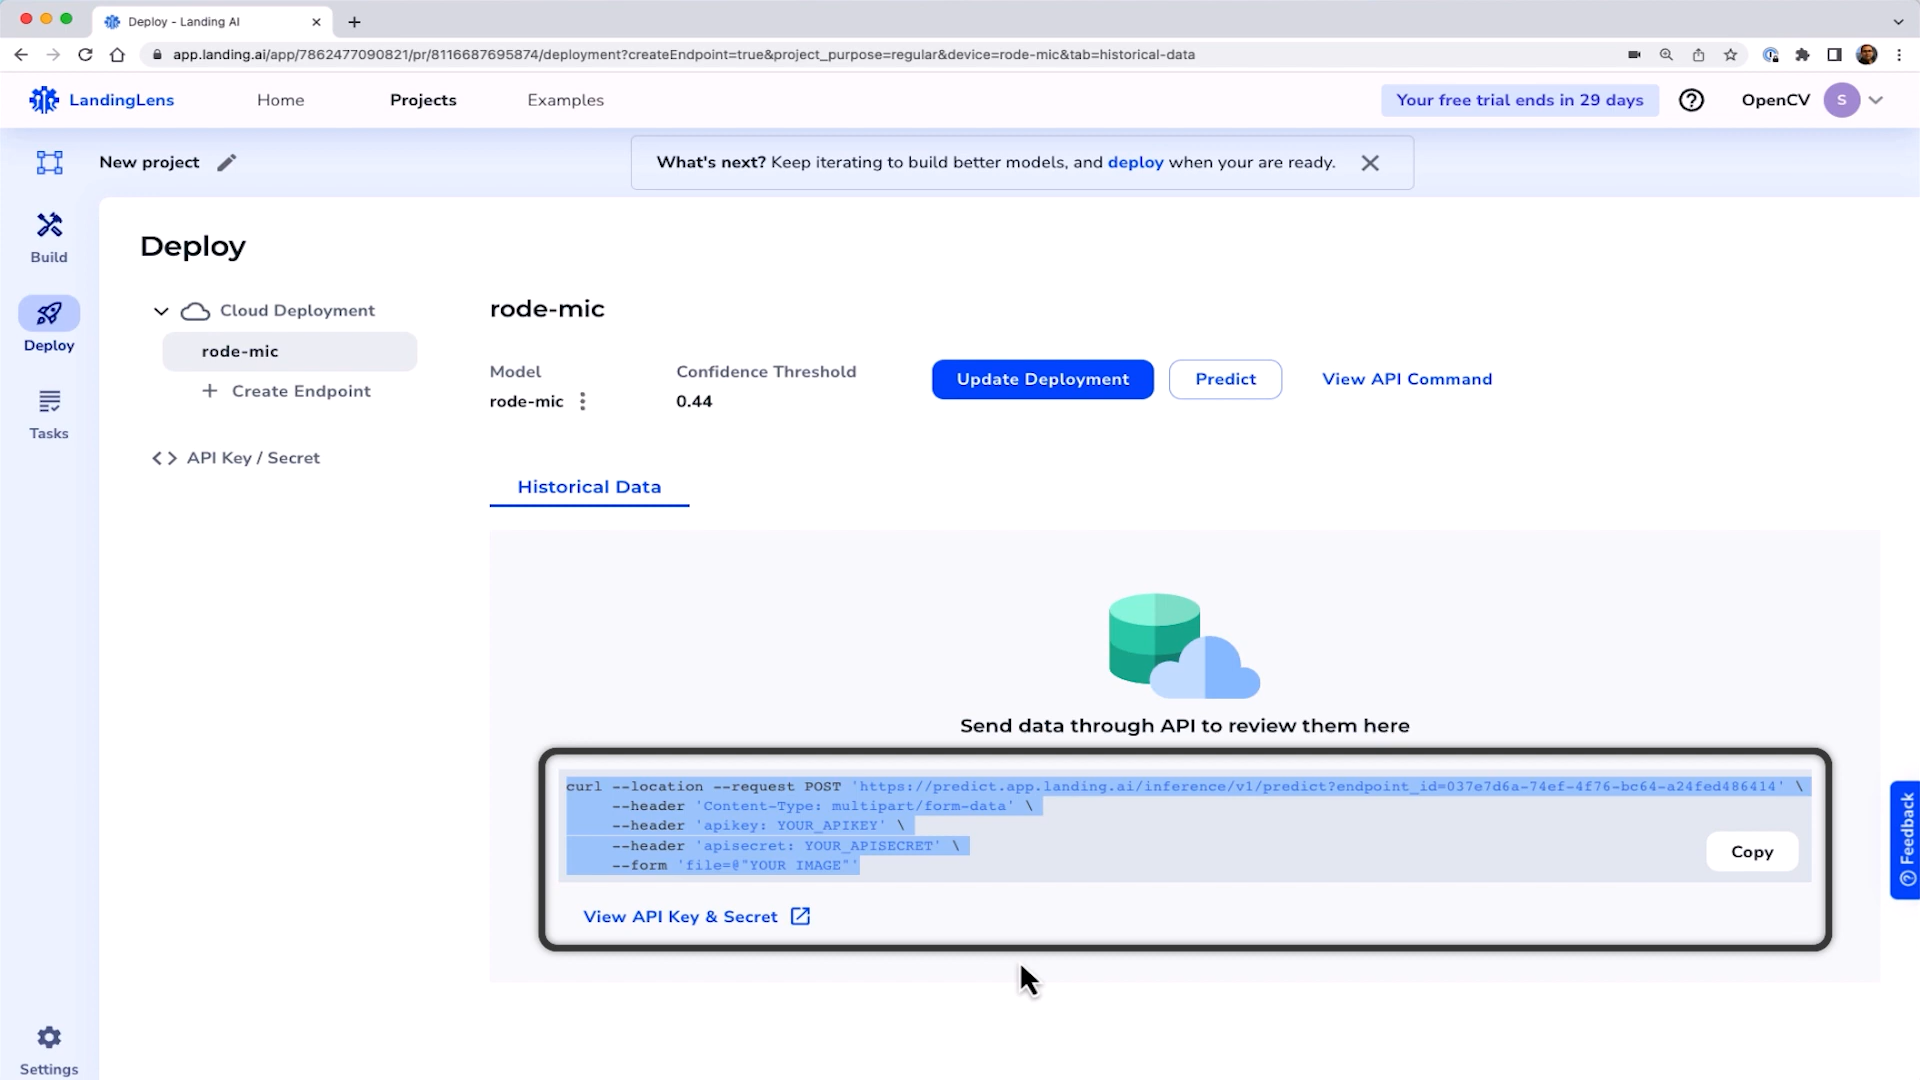 Deploy - Landing AI
app.landing.ai/app/7862477090821/pr/8116687695874/deployment?createEndpoint=true&project_purpose=regular&device=rode-mic&tab=historical-data
LandingLens
Home
Projects
Examples
Your free trial ends in 29 days
OpenCV
S
New project
What's next? Keep iterating to build better models, and deploy when your are ready.
Build
Deploy
Tasks
Settings
Deploy
Cloud Deployment
rode-mic
Create Endpoint
API Key / Secret
rode-mic
Model
Confidence Threshold
rode-mic
0.44
Update Deployment
Predict
View API Command
Historical Data
Send data through API to review them here
curl --location --request POST 'https://predict.app.landing.ai/inference/v1/predict?endpoint_id=037e7d6a-74ef-4f76-bc64-a24fed486414' \
--header 'Content-Type: multipart/form-data' \
--header 'apikey: YOUR_APIKEY' \
--header 'apisecret: YOUR_APISECRET' \
--form 'file=@"YOUR IMAGE"'
Copy
View API Key & Secret
Feedback